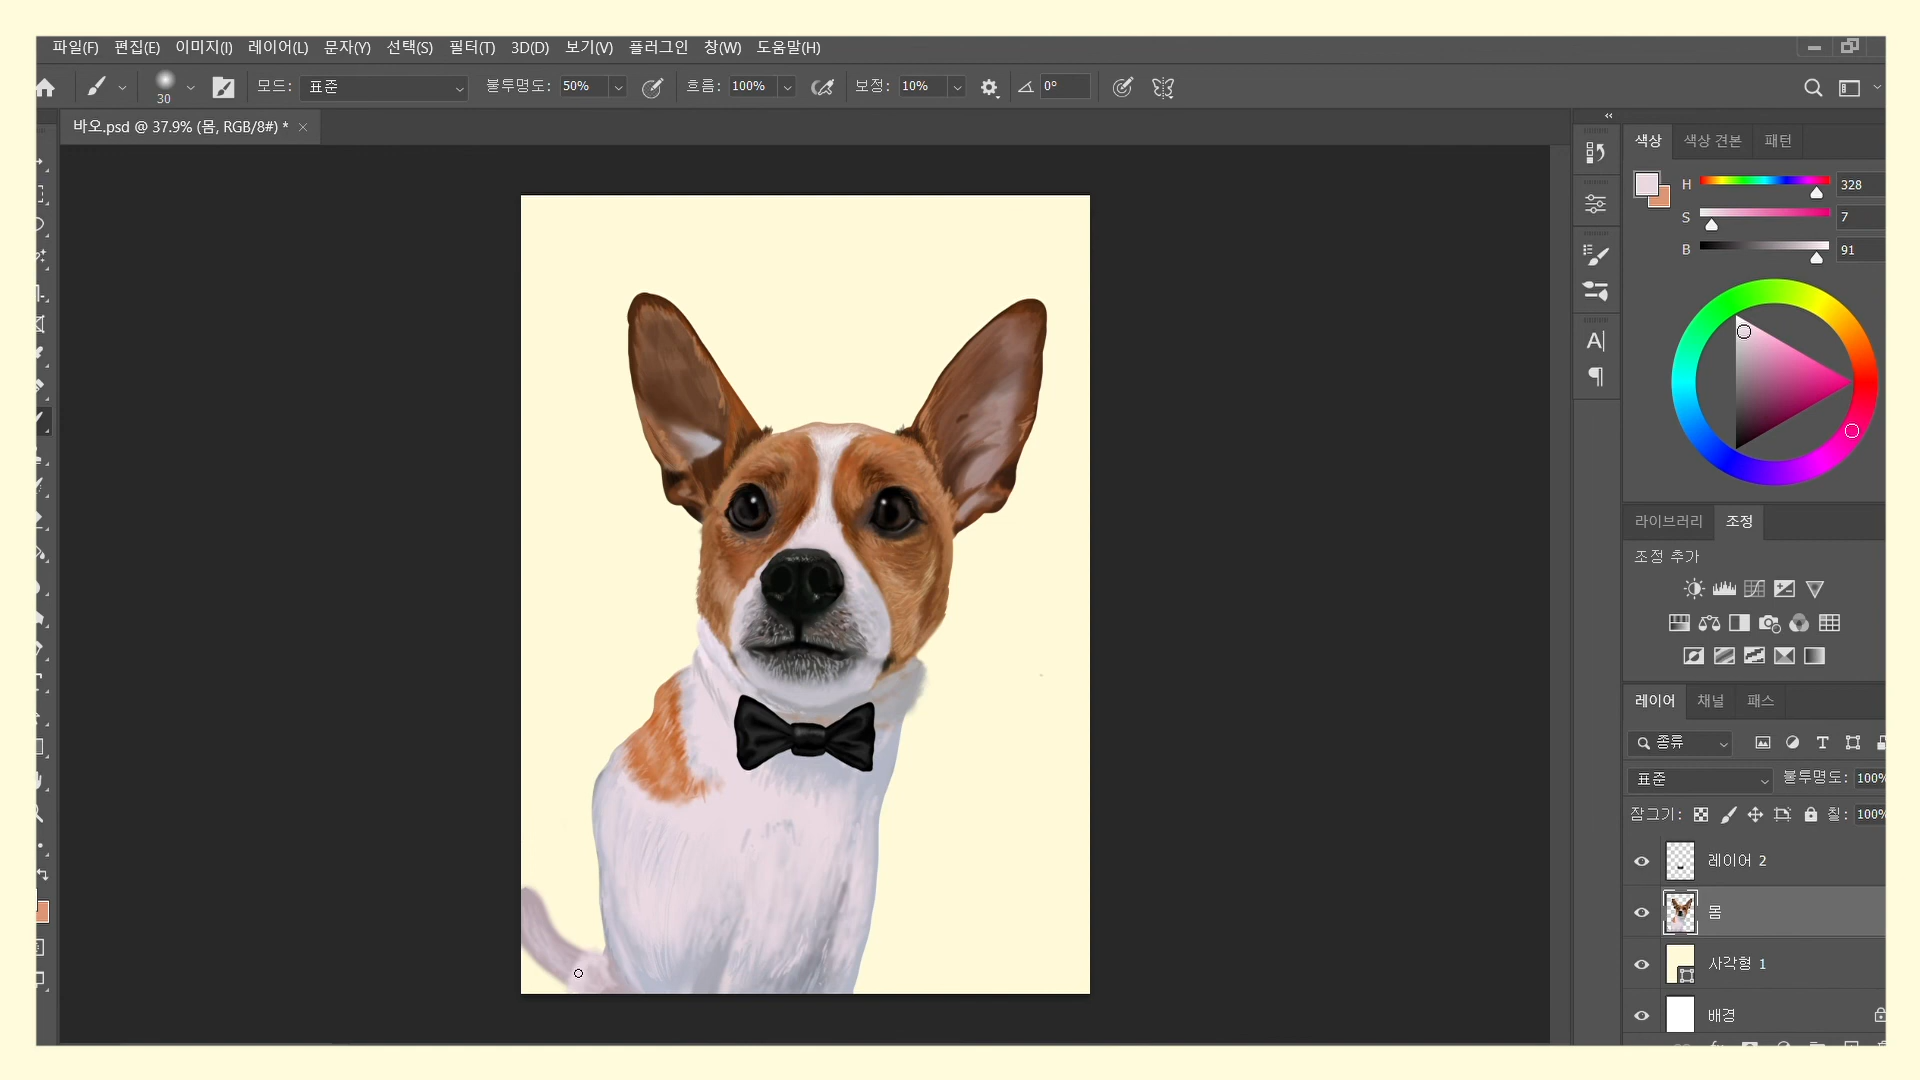 파일(F) 편집(E) 이미지(I) 레이어(L) 문자(Y) 선택(S) 필터(T) 3D(D) 보기(V) 플러그인 창(W) 도움말(H)
30 모드: 표준 불투명도: 50% 흐름: 100% 보정: 10% 0°
바오.psd @ 37.9% (몸, RGB/8#) *
색상 색상 견본 패턴
H 328
S 7
B 91
라이브러리 조정
조정 추가
레이어 채널 패스
종류
표준 불투명도: 100%
잠그기: 칠: 100%
레이어 2
몸
사각형 1
배경